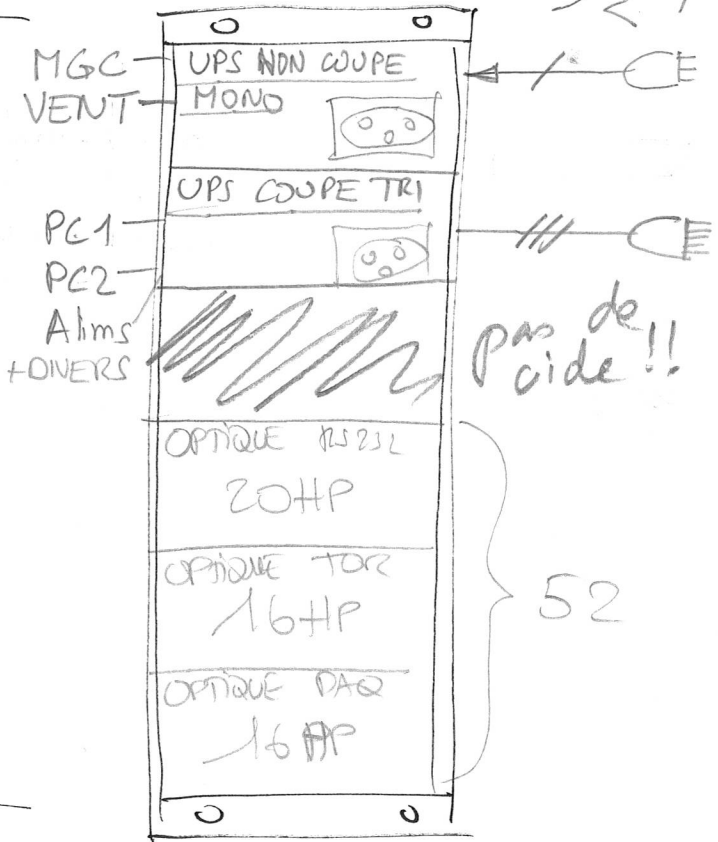 MGC
UPS NON COUPE
VENT
MONO
UPS COUPE TRI
PC1
PC2
Alims
+DIVERS
pas de
vide !!
OPTIQUE RS232
20HP
OPTIQUE TOR
16HP
52
OPTIQUE DAQ
16HP